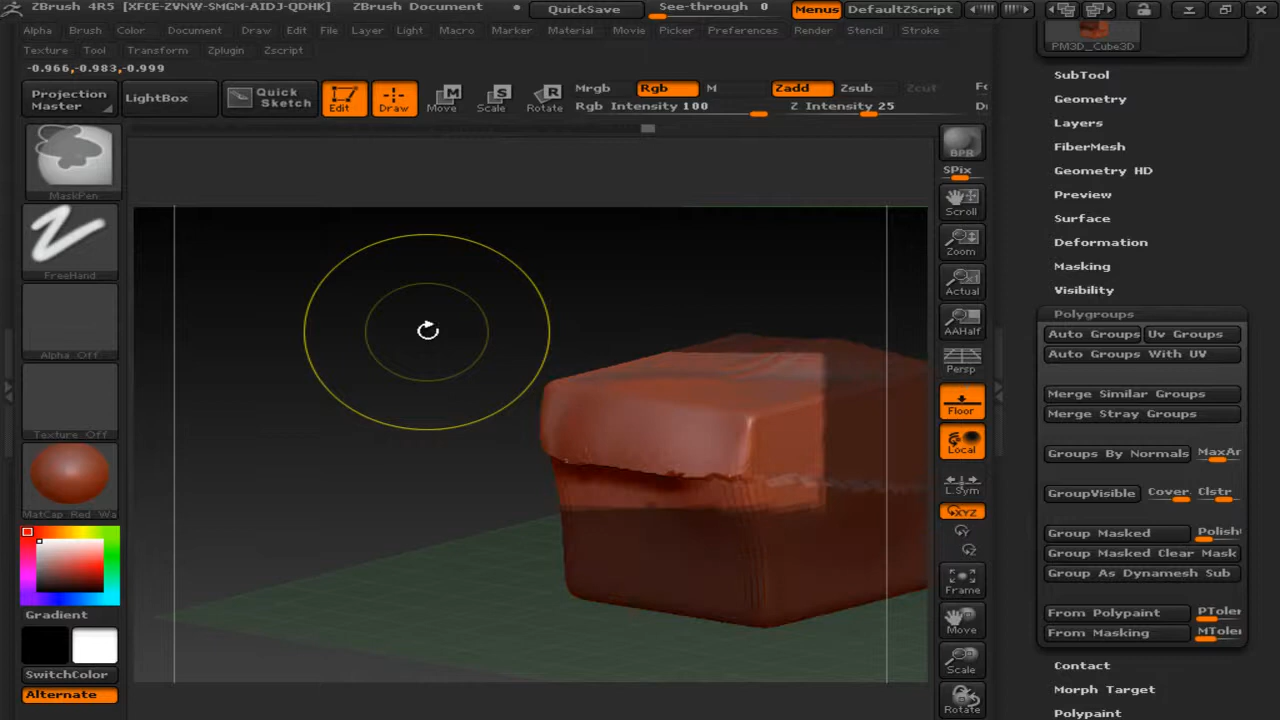 ZBrush 4R5 [XFCE-ZVNW-SMGM-AIDJ-QDHK] ZBrush Document QuickSave See-through 0 Menus DefaultZScript
PM3D_Cube3D
Alpha Brush Color Document Draw Edit File Layer Light Macro Marker Material Movie Picker Preferences Render Stencil Stroke
Texture Tool Transform Zplugin Zscript
-0.966,-0.983,-0.999
Projection Master
LightBox
Quick Sketch
Edit
Draw
Move
Scale
Rotate
Mrgb Rgb M Zadd Zsub Zcut
Rgb Intensity 100 Z Intensity 25
MaskPen
FreeHand
Alpha Off
Texture Off
MatCap Red Wa
Gradient
SwitchColor
Alternate
BPR
SPix
Scroll
Zoom
Actual
AAHalf
Persp
Floor
Local
L.Sym
XYZ
Frame
Move
Scale
Rotate
SubTool
Geometry
Layers
FiberMesh
Geometry HD
Preview
Surface
Deformation
Masking
Visibility
Polygroups
Auto Groups Uv Groups
Auto Groups With UV
Merge Similar Groups
Merge Stray Groups
Groups By Normals MaxAn
GroupVisible Cover Clstr
Group Masked Polish
Group Masked Clear Mask
Group As Dynamesh Sub
From Polypaint PToler
From Masking MToler
Contact
Morph Target
Polypaint